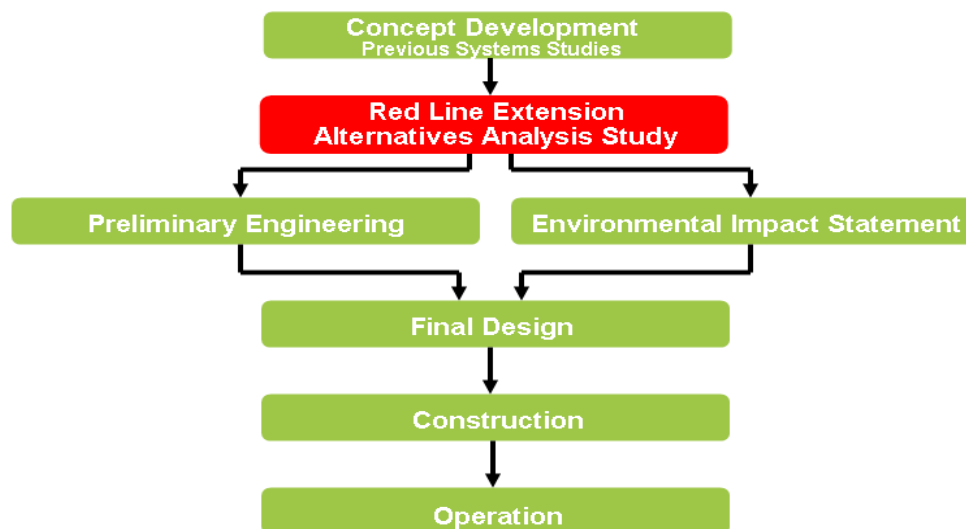 Concept Development
Previous Systems Studies
Red Line Extension
Alternatives Analysis Study
Preliminary Engineering
Environmental Impact Statement
Final Design
Construction
Operation